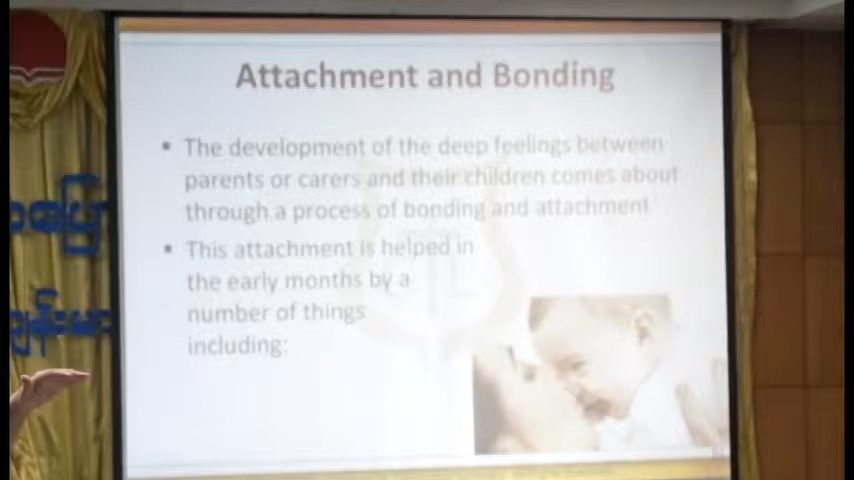 Attachment and Bonding
▪ The development of the deep feelings between
parents or carers and their children comes about
through a process of bonding and attachment
▪ This attachment is helped in
the early months by a
number of things
including: